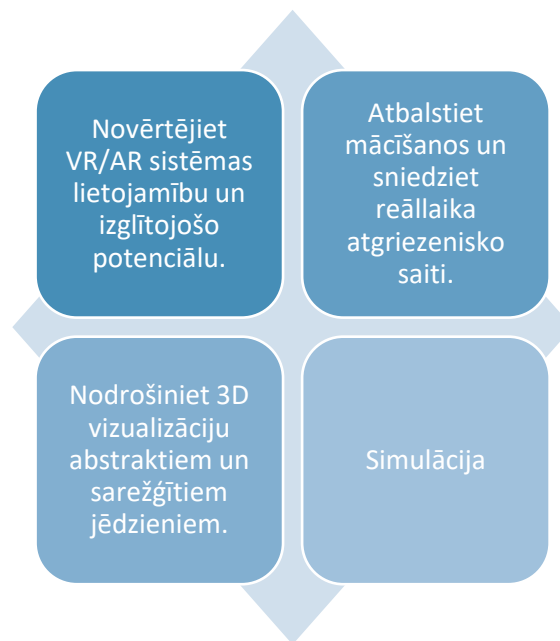 Novērtējiet
VR/AR sistēmas
lietojamību un
izglītojošo
potenciālu.
Atbalstiet
mācīšanos un
sniedziet
reāllaika
atgriezenisko
saiti.
Nodrošiniet 3D
vizualizāciju
abstraktiem un
sarežģītiem
jēdzieniem.
Simulācija